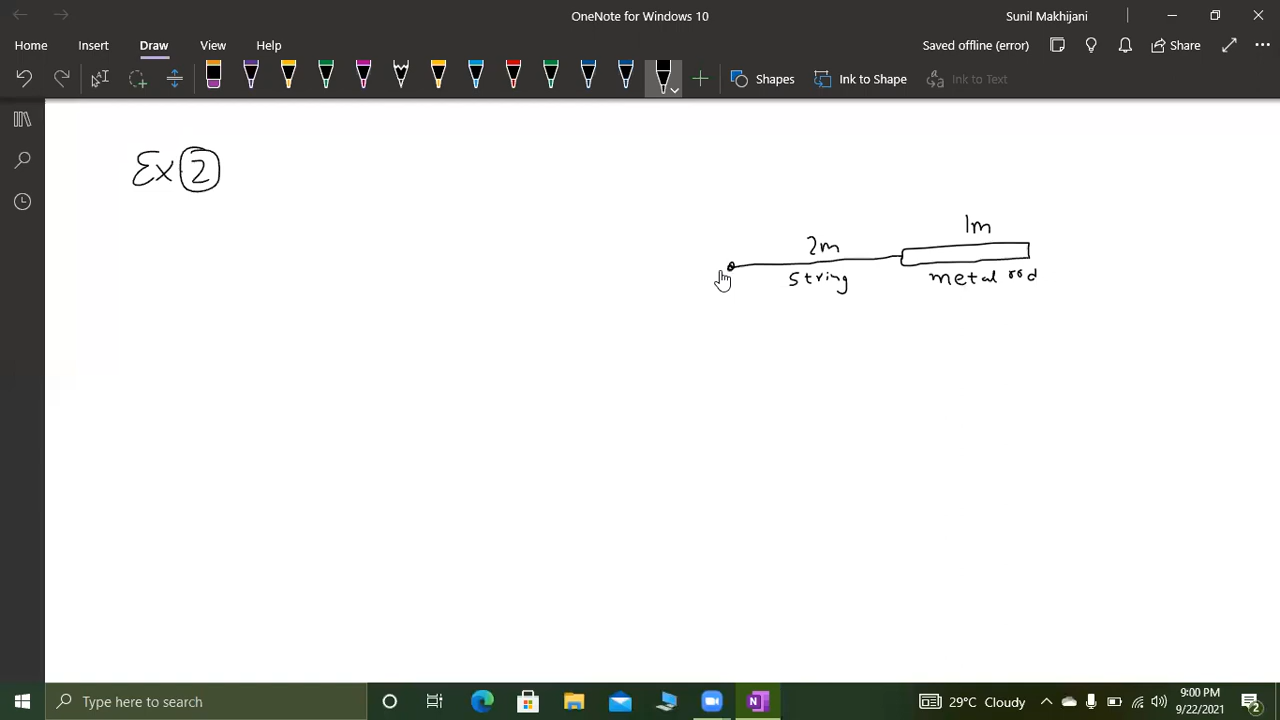 OneNote for Windows 10
Sunil Makhijani
Home Insert Draw View Help
Saved offline (error)
Share
Shapes
Ink to Shape
Ink to Text
Ex 2
1m
2m
string
metal rod
Type here to search
29°C Cloudy
9:00 PM
9/22/2021
2